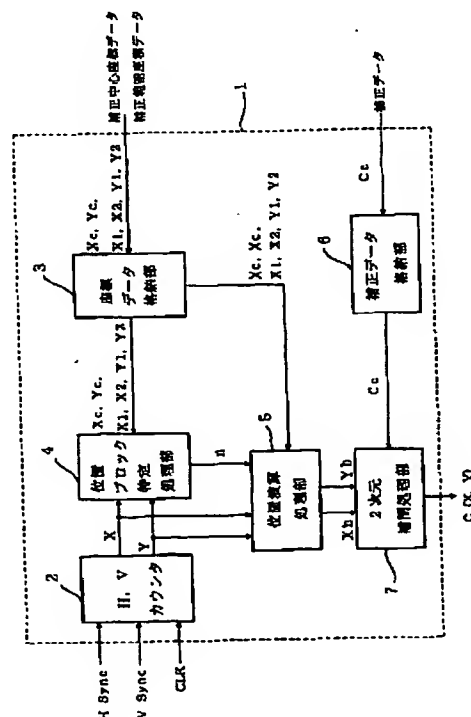 H Sync
V Sync
CLK
2
H, V
カウンタ
X
Y
4
位置
ブロック
特定
処理部
n
Xc, Yc,
X1, X2, Y1, Y2
3
座標
データ
格納部
Xc, Yc,
X1, X2, Y1, Y2
補正中心座標データ
補正範囲座標データ
Xc, Xc,
X1, X2, Y1, Y2
5
位置演算
処理部
Xb
Yb
7
2次元
補間処理部
C(X, Y)
Cc
6
補正データ
格納部
Cc
補正データ
1